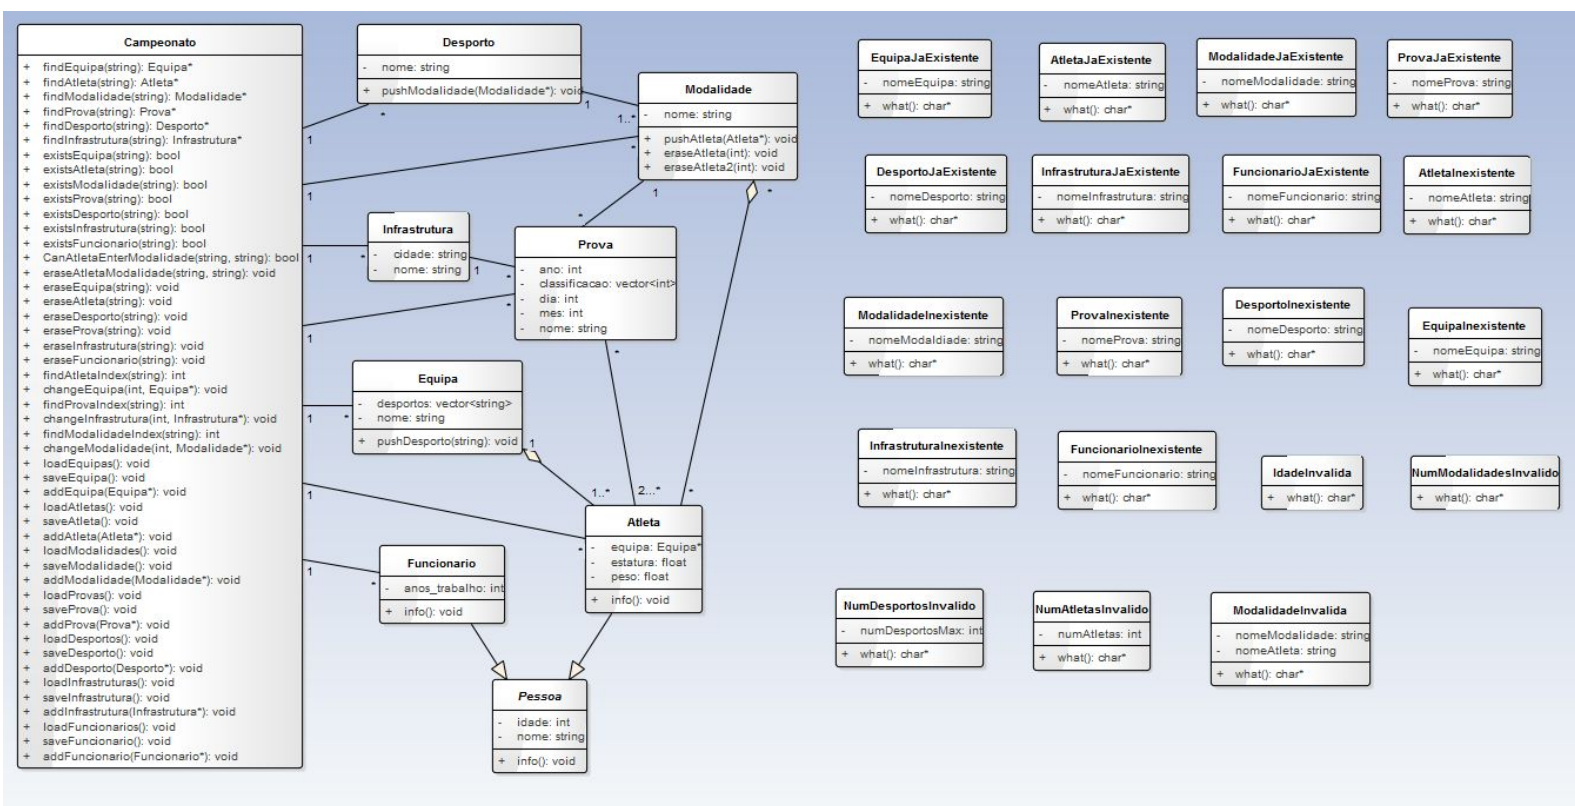 Campeonato
+ findEquipa(string): Equipa*
+ findAtleta(string): Atleta*
+ findModalidade(string): Modalidade*
+ findProva(string): Prova*
+ findDesporto(string): Desporto*
+ findInfrastrutura(string): Infrastrutura*
+ existsEquipa(string): bool
+ existsAtleta(string): bool
+ existsModalidade(string): bool
+ existsProva(string): bool
+ existsDesporto(string): bool
+ existsInfrastrutura(string): bool
+ existsFuncionario(string): bool
+ CanAtletaEnterModalidade(string, string): bool
+ eraseAtletaModalidade(string, string): void
+ eraseEquipa(string): void
+ eraseAtleta(string): void
+ eraseDesporto(string): void
+ eraseProva(string): void
+ eraseInfrastrutura(string): void
+ eraseFuncionario(string): void
+ findAtletaIndex(string): int
+ changeEquipa(int, Equipa*): void
+ findProvaIndex(string): int
+ changeInfrastrutura(int, Infrastrutura*): void
+ findModalidadeIndex(string): int
+ changeModalidade(int, Modalidade*): void
+ loadEquipas(): void
+ saveEquipa(): void
+ addEquipa(Equipa*): void
+ loadAtletas(): void
+ saveAtleta(): void
+ addAtleta(Atleta*): void
+ loadModalidades(): void
+ saveModalidade(): void
+ addModalidade(Modalidade*): void
+ loadProvas(): void
+ saveProva(): void
+ addProva(Prova*): void
+ loadDesportos(): void
+ saveDesporto(): void
+ addDesporto(Desporto*): void
+ loadInfrastruturas(): void
+ saveInfrastrutura(): void
+ addInfrastrutura(Infrastrutura*): void
+ loadFuncionarios(): void
+ saveFuncionario(): void
+ addFuncionario(Funcionario*): void
1
*
1
*
1
*
1
*
1
*
1
*
1
*
Desporto
- nome: string
+ pushModalidade(Modalidade*): void
1
1..*
Modalidade
- nome: string
+ pushAtleta(Atleta*): void
+ eraseAtleta(int): void
+ eraseAtleta2(int): void
1
*
*
*
Infrastrutura
- cidade: string
- nome: string
1
*
Prova
- ano: int
- classificacao: vector<int>
- dia: int
- mes: int
- nome: string
*
2...*
Equipa
- desportos: vector<string>
- nome: string
+ pushDesporto(string): void
1
1..*
Atleta
- equipa: Equipa*
- estatura: float
- peso: float
+ info(): void
Funcionario
- anos_trabalho: int
+ info(): void
Pessoa
- idade: int
- nome: string
+ info(): void
EquipaJaExistente
- nomeEquipa: string
+ what(): char*
AtletaJaExistente
- nomeAtleta: string
+ what(): char*
ModalidadeJaExistente
- nomeModalidade: string
+ what(): char*
ProvaJaExistente
- nomeProva: string
+ what(): char*
DesportoJaExistente
- nomeDesporto: string
+ what(): char*
InfrastruturaJaExistente
- nomeInfrastrutura: string
+ what(): char*
FuncionarioJaExistente
- nomeFuncionario: string
+ what(): char*
AtletaInexistente
- nomeAtleta: string
+ what(): char*
ModalidadeInexistente
- nomeModaldiade: string
+ what(): char*
ProvaInexistente
- nomeProva: string
+ what(): char*
DesportoInexistente
- nomeDesporto: string
+ what(): char*
EquipaInexistente
- nomeEquipa: string
+ what(): char*
InfrastruturaInexistente
- nomeInfrastrutura: string
+ what(): char*
FuncionarioInexistente
- nomeFuncionario: string
+ what(): char*
IdadeInvalida
+ what(): char*
NumModalidadesInvalido
+ what(): char*
NumDesportosInvalido
- numDesportosMax: int
+ what(): char*
NumAtletasInvalido
- numAtletas: int
+ what(): char*
ModalidadeInvalida
- nomeModalidade: string
- nomeAtleta: string
+ what(): char*